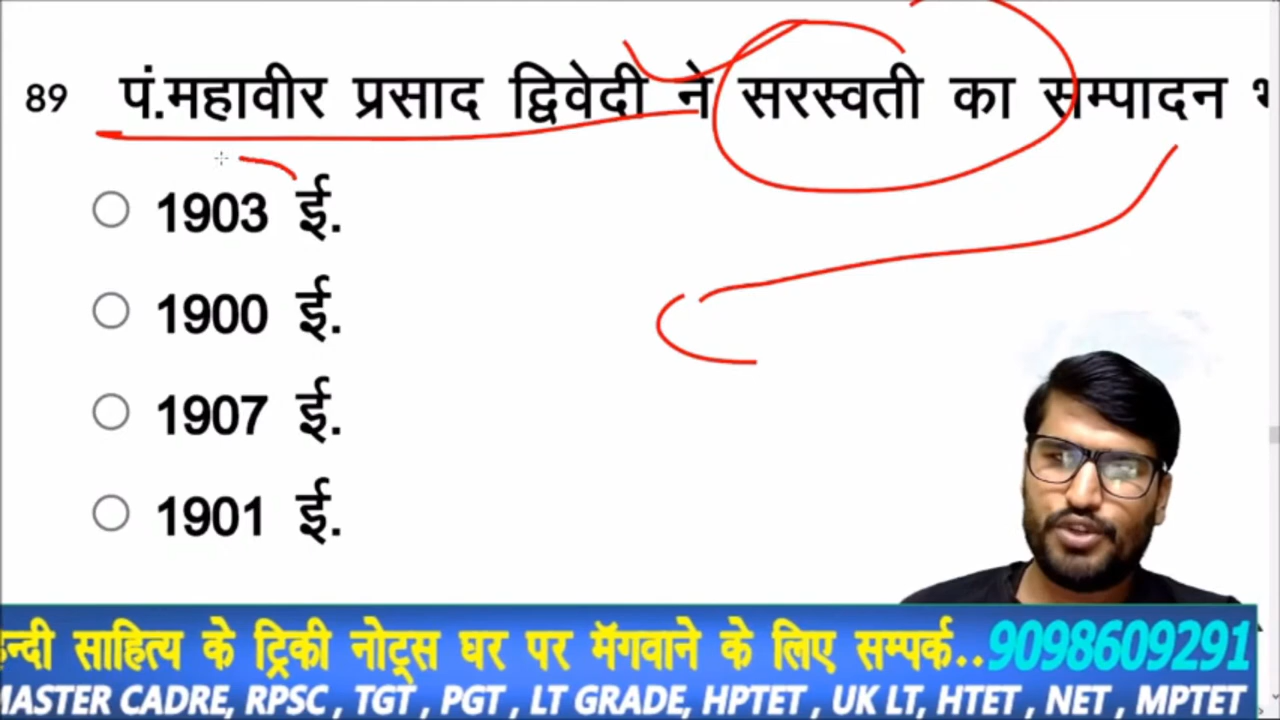 89 पं.महावीर प्रसाद द्विवेदी ने सरस्वती का सम्पादन
1903 ई.
1900 ई.
1907 ई.
1901 ई.
न्दी साहित्य के ट्रिकी नोट्स घर पर मॅगवाने के लिए सम्पर्क..9098609291
MASTER CADRE, RPSC , TGT , PGT , LT GRADE, HPTET , UK LT, HTET , NET , MPTET